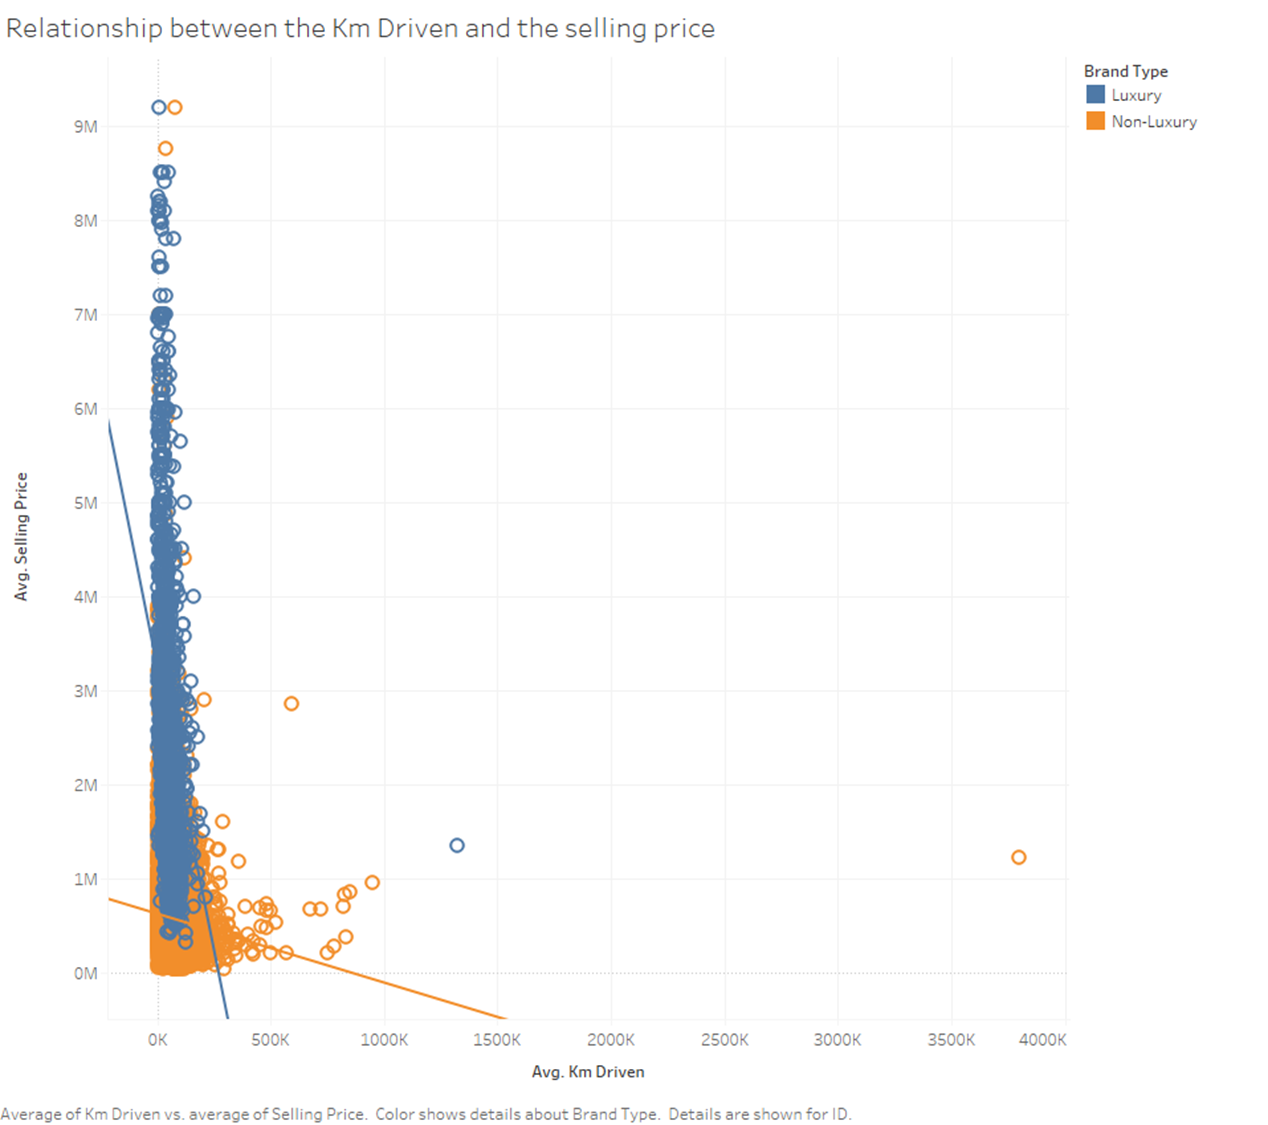 Relationship between the Km Driven and the selling price
Brand Type
Luxury
Non-Luxury
9M
8M
7M
6M
5M
4M
3M
2M
1M
0M
Avg. Selling Price
0K 500K 1000K 1500K 2000K 2500K 3000K 3500K 4000K
Avg. Km Driven
Average of Km Driven vs. average of Selling Price.  Color shows details about Brand Type.  Details are shown for ID.